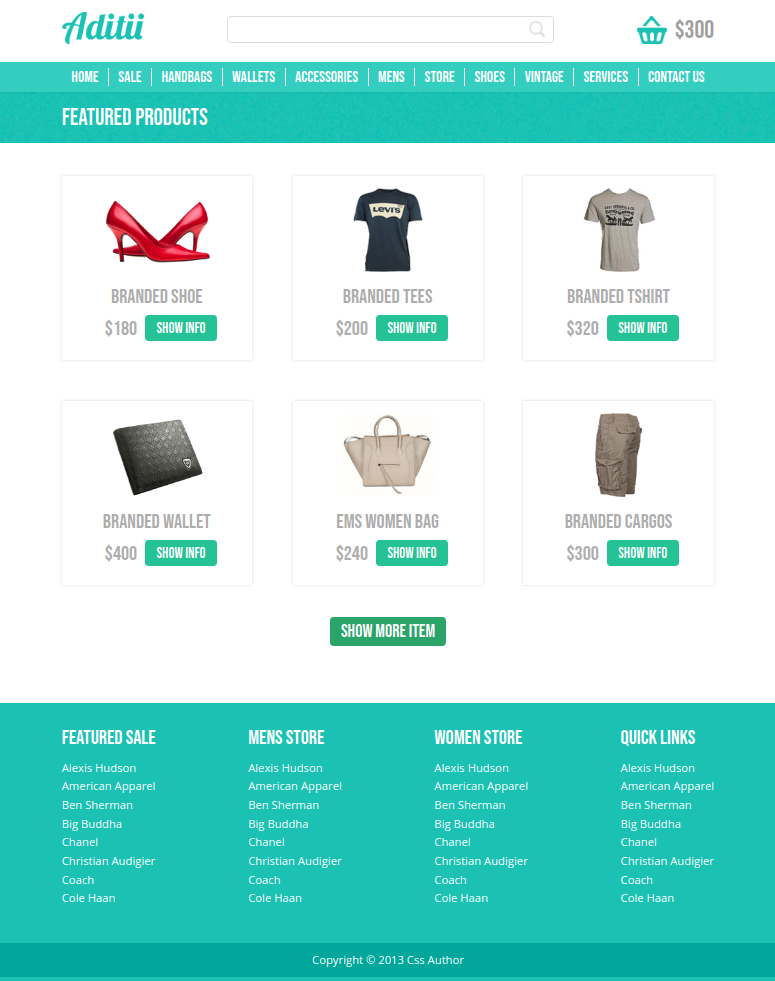 Aditii
$300
HOME SALE HANDBAGS WALLETS ACCESSORIES MENS STORE SHOES VINTAGE SERVICES CONTACT US
FEATURED PRODUCTS
LEVI'S
BRANDED SHOE
$180 SHOW INFO
BRANDED TEES
$200 SHOW INFO
BRANDED TSHIRT
$320 SHOW INFO
BRANDED WALLET
$400 SHOW INFO
EMS WOMEN BAG
$240 SHOW INFO
BRANDED CARGOS
$300 SHOW INFO
SHOW MORE ITEM
FEATURED SALE
Alexis Hudson
American Apparel
Ben Sherman
Big Buddha
Chanel
Christian Audigier
Coach
Cole Haan
MENS STORE
Alexis Hudson
American Apparel
Ben Sherman
Big Buddha
Chanel
Christian Audigier
Coach
Cole Haan
WOMEN STORE
Alexis Hudson
American Apparel
Ben Sherman
Big Buddha
Chanel
Christian Audigier
Coach
Cole Haan
QUICK LINKS
Alexis Hudson
American Apparel
Ben Sherman
Big Buddha
Chanel
Christian Audigier
Coach
Cole Haan
Copyright © 2013 Css Author